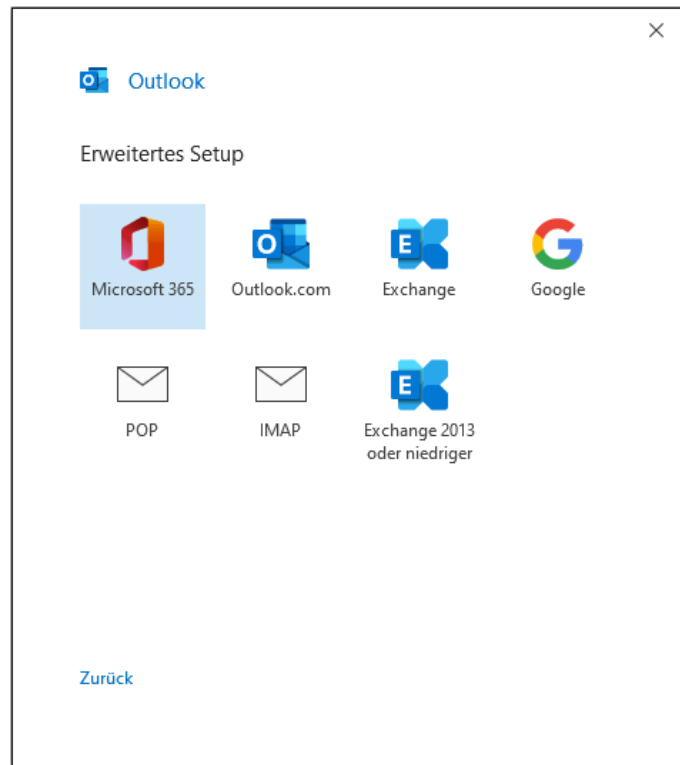 Outlook
Erweitertes Setup
Microsoft 365
Outlook.com
Exchange
Google
POP
IMAP
Exchange 2013
oder niedriger
Zurück